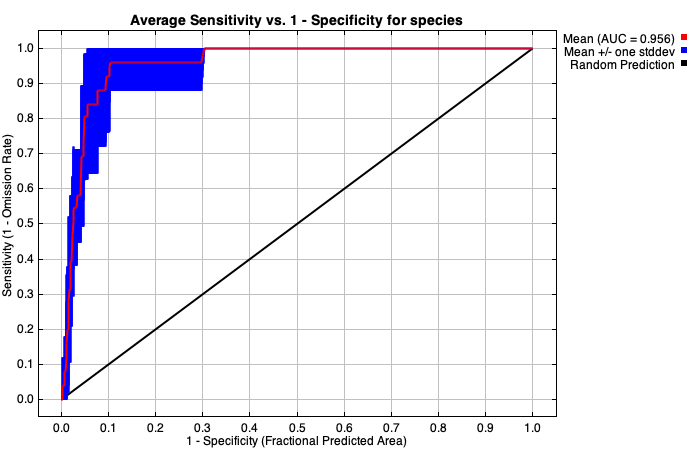 Average Sensitivity vs. 1 - Specificity for species
Mean (AUC = 0.956)
Mean +/- one stddev
Random Prediction
Sensitivity (1 - Omission Rate)
1.0
0.9
0.8
0.7
0.6
0.5
0.4
0.3
0.2
0.1
0.0
0.0 0.1 0.2 0.3 0.4 0.5 0.6 0.7 0.8 0.9 1.0
1 - Specificity (Fractional Predicted Area)